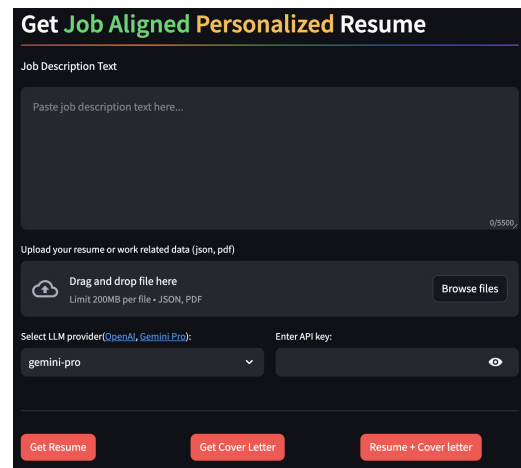 Get Job Aligned Personalized Resume
Job Description Text
Paste job description text here...
0/5500
Upload your resume or work related data (json, pdf)
Drag and drop file here
Limit 200MB per file • JSON, PDF
Browse files
Select LLM provider(OpenAI, Gemini Pro):
Enter API key:
gemini-pro
Get Resume
Get Cover Letter
Resume + Cover letter